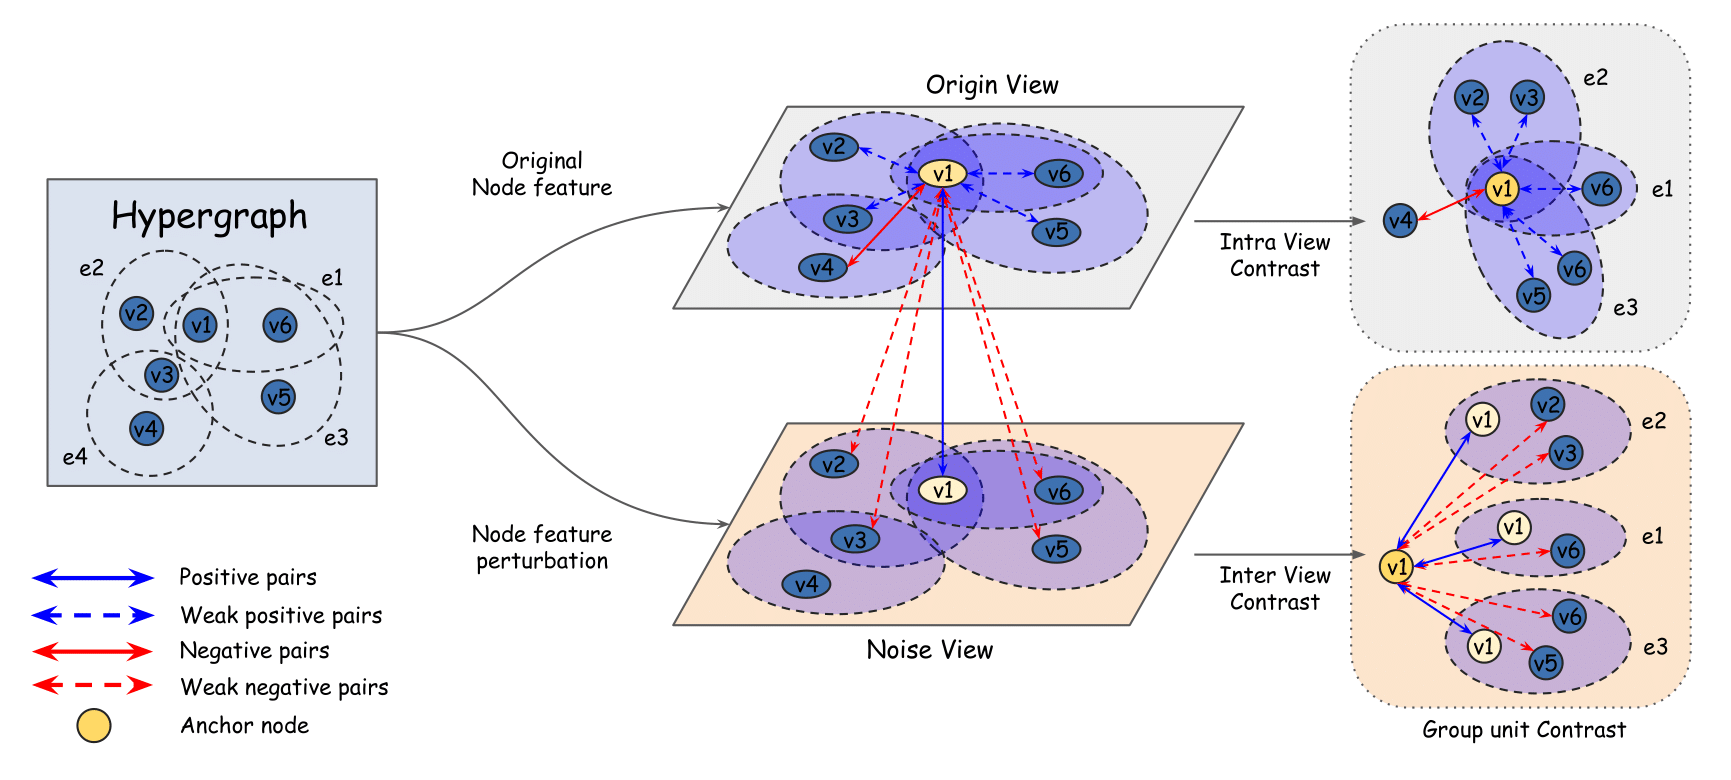 Hypergraph
e2
e1
v2
v1
v6
v3
v5
v4
e4
e3
Positive pairs
Weak positive pairs
Negative pairs
Weak negative pairs
Anchor node
Original
Node feature
Node feature
perturbation
Origin View
v2
v1
v6
v3
v5
v4
v2
v1
v6
v3
v5
v4
Noise View
Intra View
Contrast
Inter View
Contrast
e2
v2
v3
v1
v6
e1
v4
v6
v5
e3
v1
v2
e2
v3
v1
e1
v6
v1
v6
v1
e3
v5
Group unit Contrast